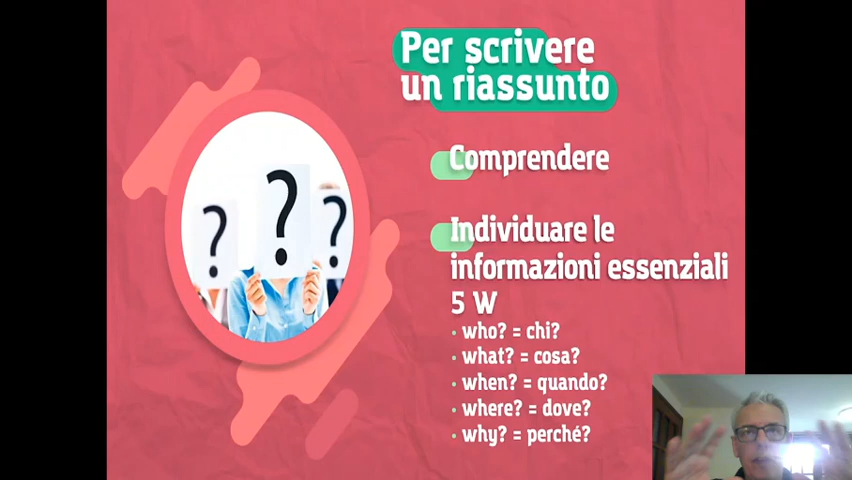 Per scrivere
un riassunto
Comprendere
Individuare le
informazioni essenziali
5 W
• who? = chi?
• what? = cosa?
• when? = quando?
• where? = dove?
• why? = perché?
?
?
?